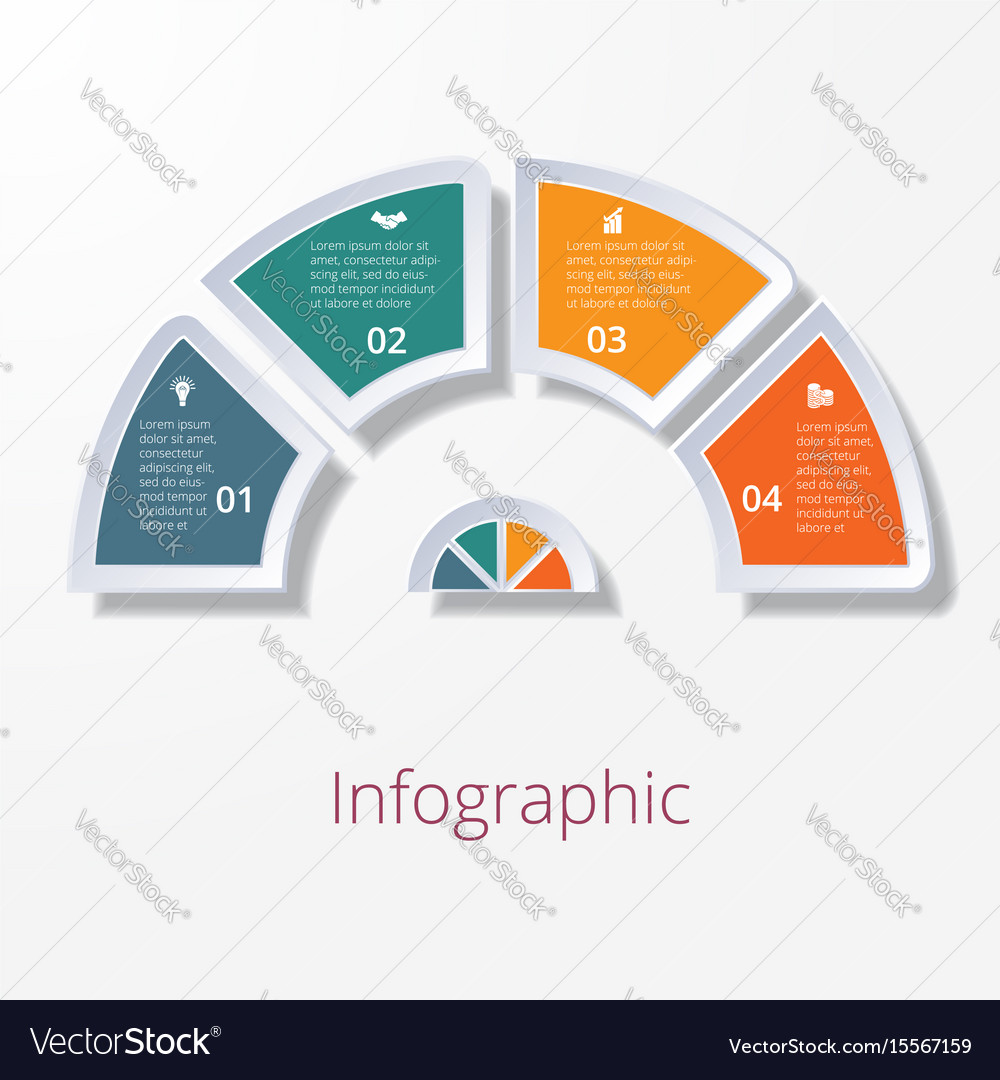 Lorem ipsum dolor sit
amet, consectetur adipi-
scing elit, sed do eius-
mod tempor incididunt
ut labore et dolore
02
Lorem ipsum dolor sit
amet, consectetur adipi-
scing elit, sed do eius-
mod tempor incididunt
ut labore et dolore
03
Lorem ipsum
dolor sit amet,
consectetur
adipiscing elit,
sed do eius-
mod tempor
incididunt ut
labore et
01
Lorem ipsum
dolor sit amet,
consectetur
adipiscing elit,
sed do eius-
mod tempor
incididunt ut
labore et
04
Infographic
VectorStock®
VectorStock.com/15567159